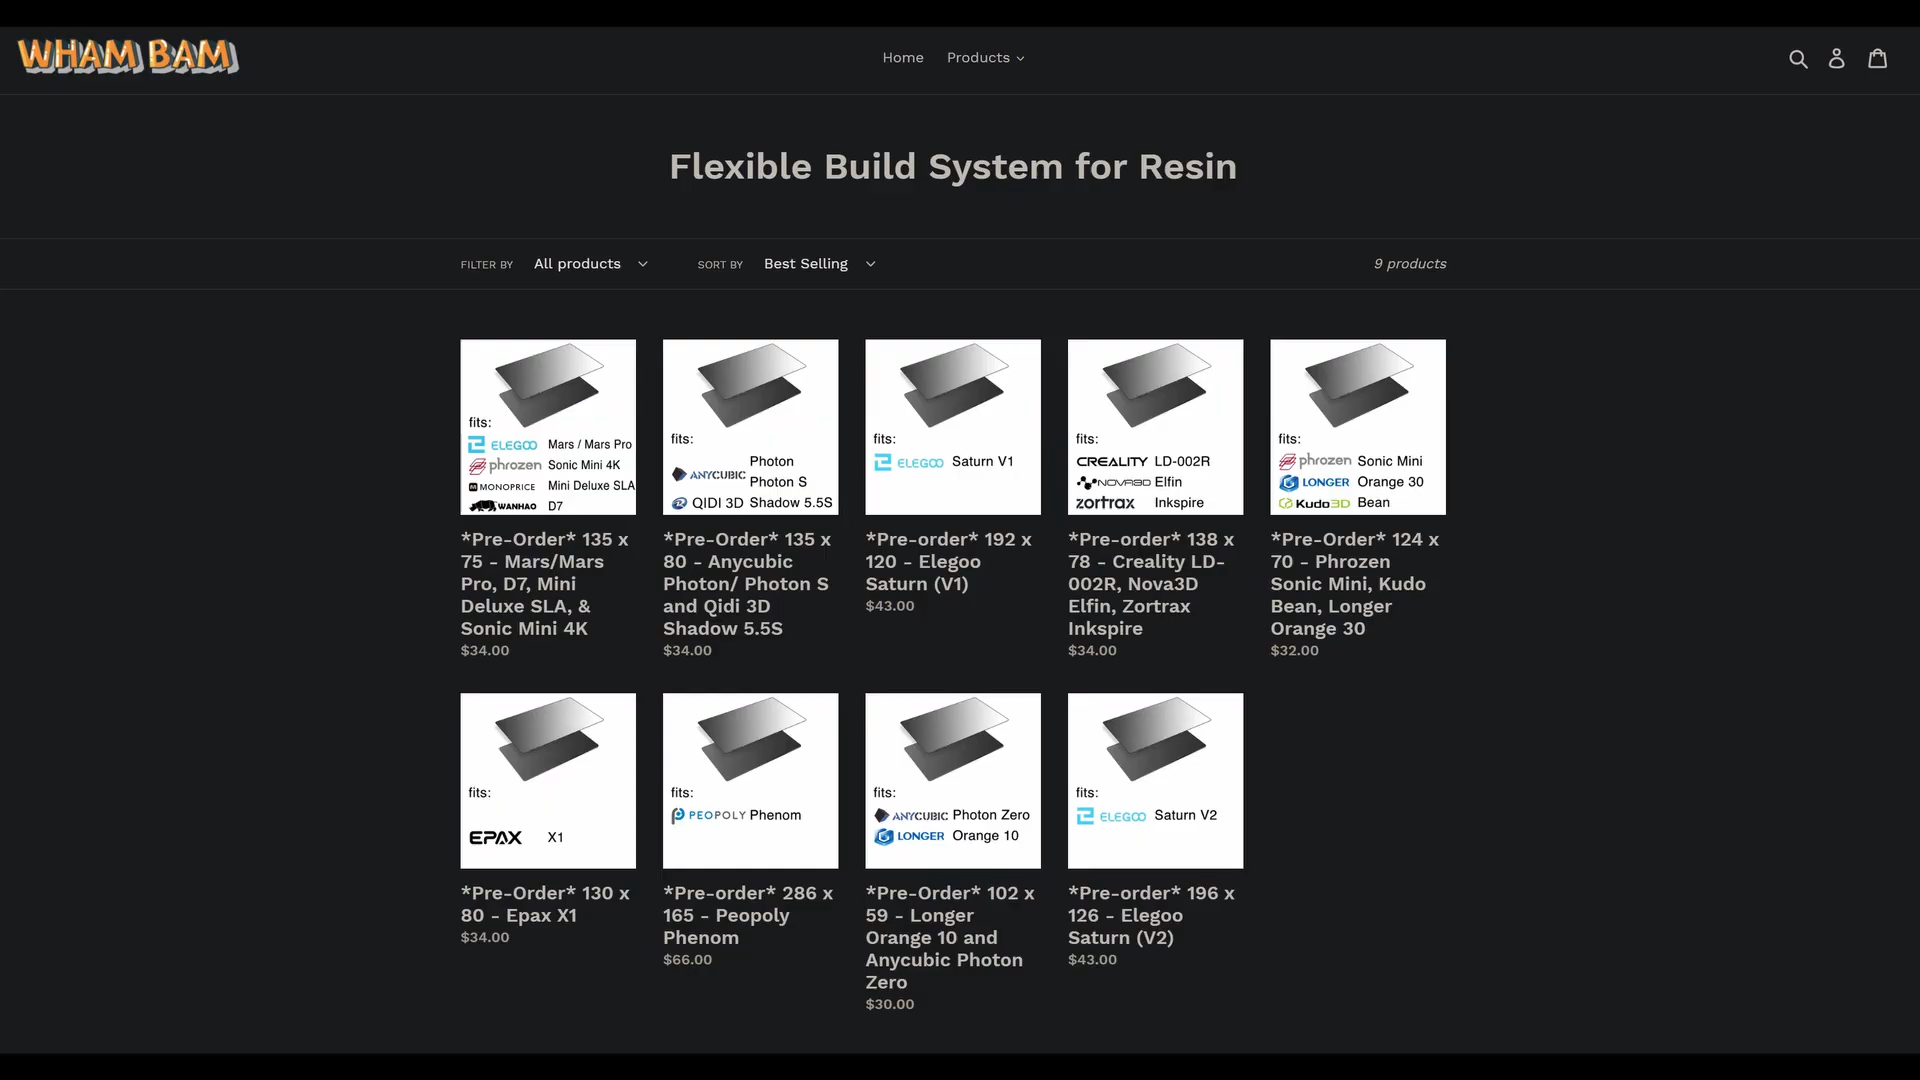 WHAM BAM
Home Products
Flexible Build System for Resin
FILTER BY All products SORT BY Best Selling 9 products
fits:
ELEGOO Mars / Mars Pro
phrozen Sonic Mini 4K
MONOPRICE Mini Deluxe SLA
WANHAO D7
*Pre-Order* 135 x
75 - Mars/Mars
Pro, D7, Mini
Deluxe SLA, &
Sonic Mini 4K
$34.00
fits:
ANYCUBIC Photon
Photon S
QIDI 3D Shadow 5.5S
*Pre-Order* 135 x
80 - Anycubic
Photon/ Photon S
and Qidi 3D
Shadow 5.5S
$34.00
fits:
ELEGOO Saturn V1
*Pre-order* 192 x
120 - Elegoo
Saturn (V1)
$43.00
fits:
CREALITY LD-002R
NOVA3D Elfin
zortrax Inkspire
*Pre-order* 138 x
78 - Creality LD-
002R, Nova3D
Elfin, Zortrax
Inkspire
$34.00
fits:
phrozen Sonic Mini
LONGER Orange 30
Kudo3D Bean
*Pre-Order* 124 x
70 - Phrozen
Sonic Mini, Kudo
Bean, Longer
Orange 30
$32.00
fits:
EPAX X1
*Pre-Order* 130 x
80 - Epax X1
$34.00
fits:
PEOPOLY Phenom
*Pre-order* 286 x
165 - Peopoly
Phenom
$66.00
fits:
ANYCUBIC Photon Zero
LONGER Orange 10
*Pre-Order* 102 x
59 - Longer
Orange 10 and
Anycubic Photon
Zero
$30.00
fits:
ELEGOO Saturn V2
*Pre-order* 196 x
126 - Elegoo
Saturn (V2)
$43.00